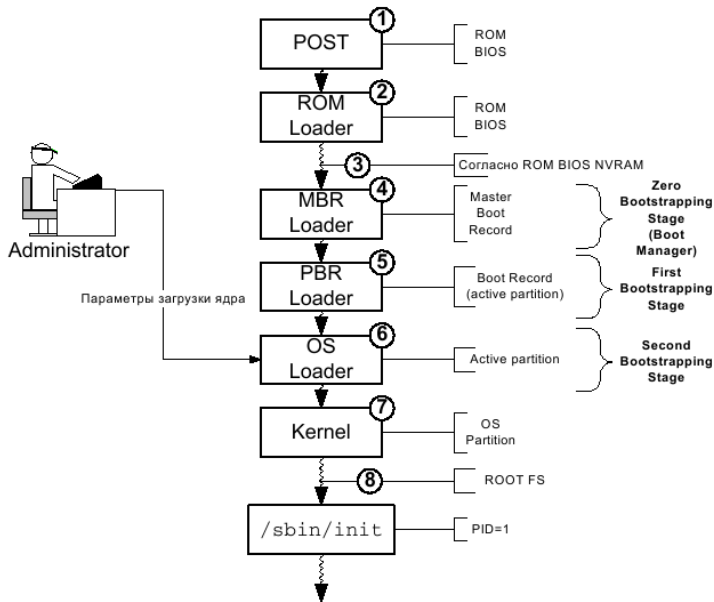 1
POST
ROM
BIOS
2
ROM
Loader
ROM
BIOS
3
Согласно ROM BIOS NVRAM
4
MBR
Loader
Master
Boot
Record
Zero
Bootstrapping
Stage
(Boot
Manager)
Administrator
5
PBR
Loader
Boot Record
(active partition)
First
Bootstrapping
Stage
Параметры загрузки ядра
6
OS
Loader
Active partition
Second
Bootstrapping
Stage
7
Kernel
OS
Partition
8
ROOT FS
/sbin/init
PID=1